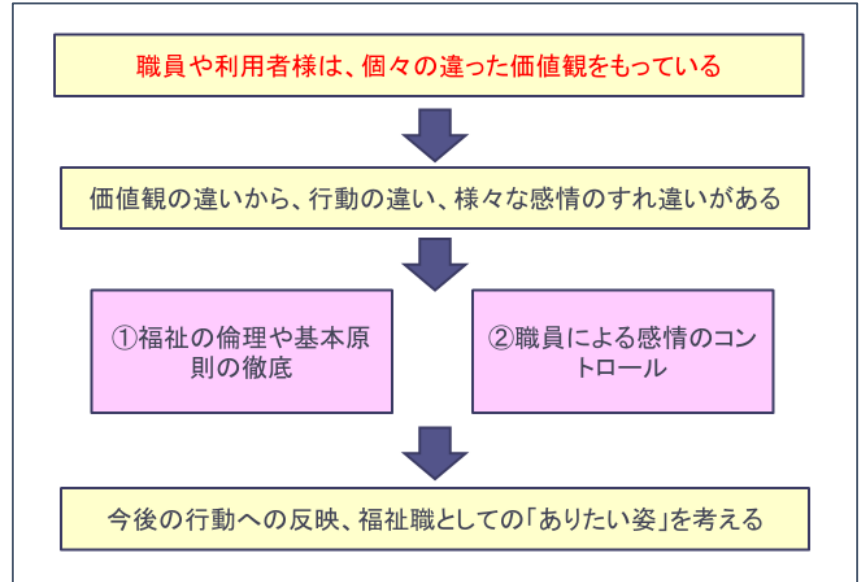 職員や利用者様は、個々の違った価値観をもっている
価値観の違いから、行動の違い、様々な感情のすれ違いがある
①福祉の倫理や基本原
則の徹底
②職員による感情のコン
トロール
今後の行動への反映、福祉職としての「ありたい姿」を考える